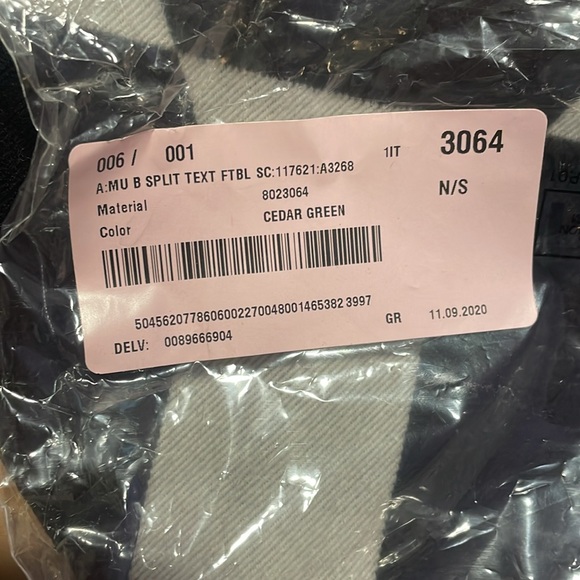 006 / 001
1IT 3064
A:MU B SPLIT TEXT FTBL SC:117621:A3268
Material 8023064 N/S
Color CEDAR GREEN
5045620778606002270048001465382 3997
DELV: 0089666904 GR 11.09.2020